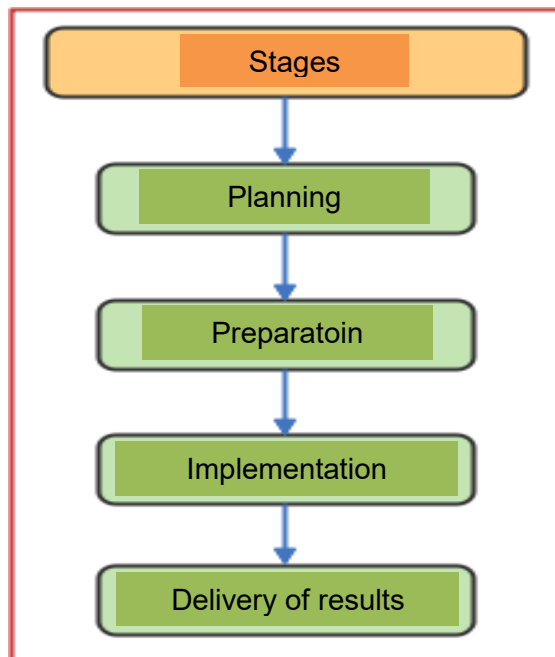 Stages
Planning
Preparatoin
Implementation
Delivery of results